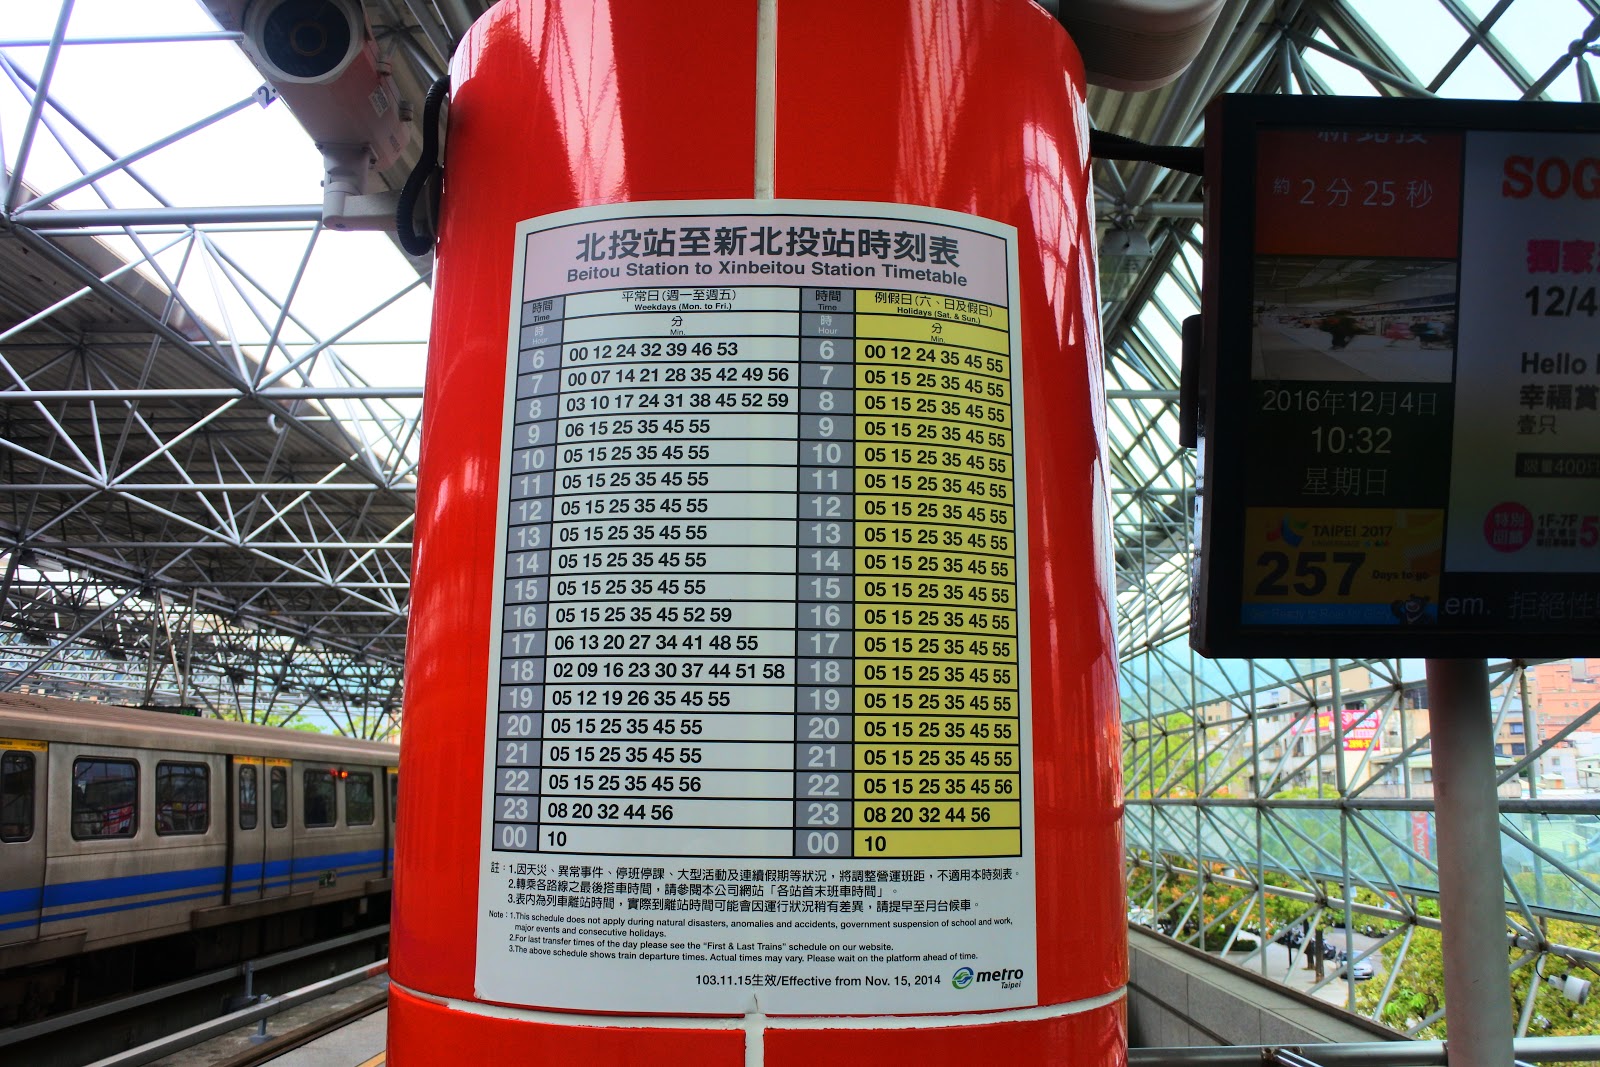 北投站至新北投站時刻表
Beitou Station to Xinbeitou Station Timetable
時間 Time 平常日(週一至週五) Weekdays (Mon. to Fri.) 時間 Time 例假日(六、日及假日) Holidays (Sat. & Sun.)
時 Hour 分 Min. 時 Hour 分 Min.
6 00 12 24 32 39 46 53 6 00 12 24 35 45 55
7 00 07 14 21 28 35 42 49 56 7 05 15 25 35 45 55
8 03 10 17 24 31 38 45 52 59 8 05 15 25 35 45 55
9 06 15 25 35 45 55 9 05 15 25 35 45 55
10 05 15 25 35 45 55 10 05 15 25 35 45 55
11 05 15 25 35 45 55 11 05 15 25 35 45 55
12 05 15 25 35 45 55 12 05 15 25 35 45 55
13 05 15 25 35 45 55 13 05 15 25 35 45 55
14 05 15 25 35 45 55 14 05 15 25 35 45 55
15 05 15 25 35 45 55 15 05 15 25 35 45 55
16 05 15 25 35 45 52 59 16 05 15 25 35 45 55
17 06 13 20 27 34 41 48 55 17 05 15 25 35 45 55
18 02 09 16 23 30 37 44 51 58 18 05 15 25 35 45 55
19 05 12 19 26 35 45 55 19 05 15 25 35 45 55
20 05 15 25 35 45 55 20 05 15 25 35 45 55
21 05 15 25 35 45 55 21 05 15 25 35 45 55
22 05 15 25 35 45 56 22 05 15 25 35 45 56
23 08 20 32 44 56 23 08 20 32 44 56
00 10 00 10
註：1.因天災、異常事件、停班停課、大型活動及連續假期等狀況，將調整營運班距，不適用本時刻表。
2.轉乘各路線之最後搭車時間，請參閱本公司網站「各站首末班車時間」。
3.表內為列車離站時間，實際到離站時間可能會因運行狀況稍有差異，請提早至月台候車。
Note：1.This schedule does not apply during natural disasters, anomalies and accidents, government suspension of school and work,
major events and consecutive holidays.
2.For last transfer times of the day please see the "First & Last Trains" schedule on our website.
3.The above schedule shows train departure times. Actual times may vary. Please wait on the platform ahead of time.
103.11.15生效/Effective from Nov. 15, 2014
metro
Taipei
新北投
約 2 分 25 秒
2016年12月4日
10:32
星期日
TAIPEI 2017
257 Days to go
SOG
獨家
12/4
Hello
幸福賞
壹只
限量400
特別回饋
1F-7F
5
em. 拒絕性